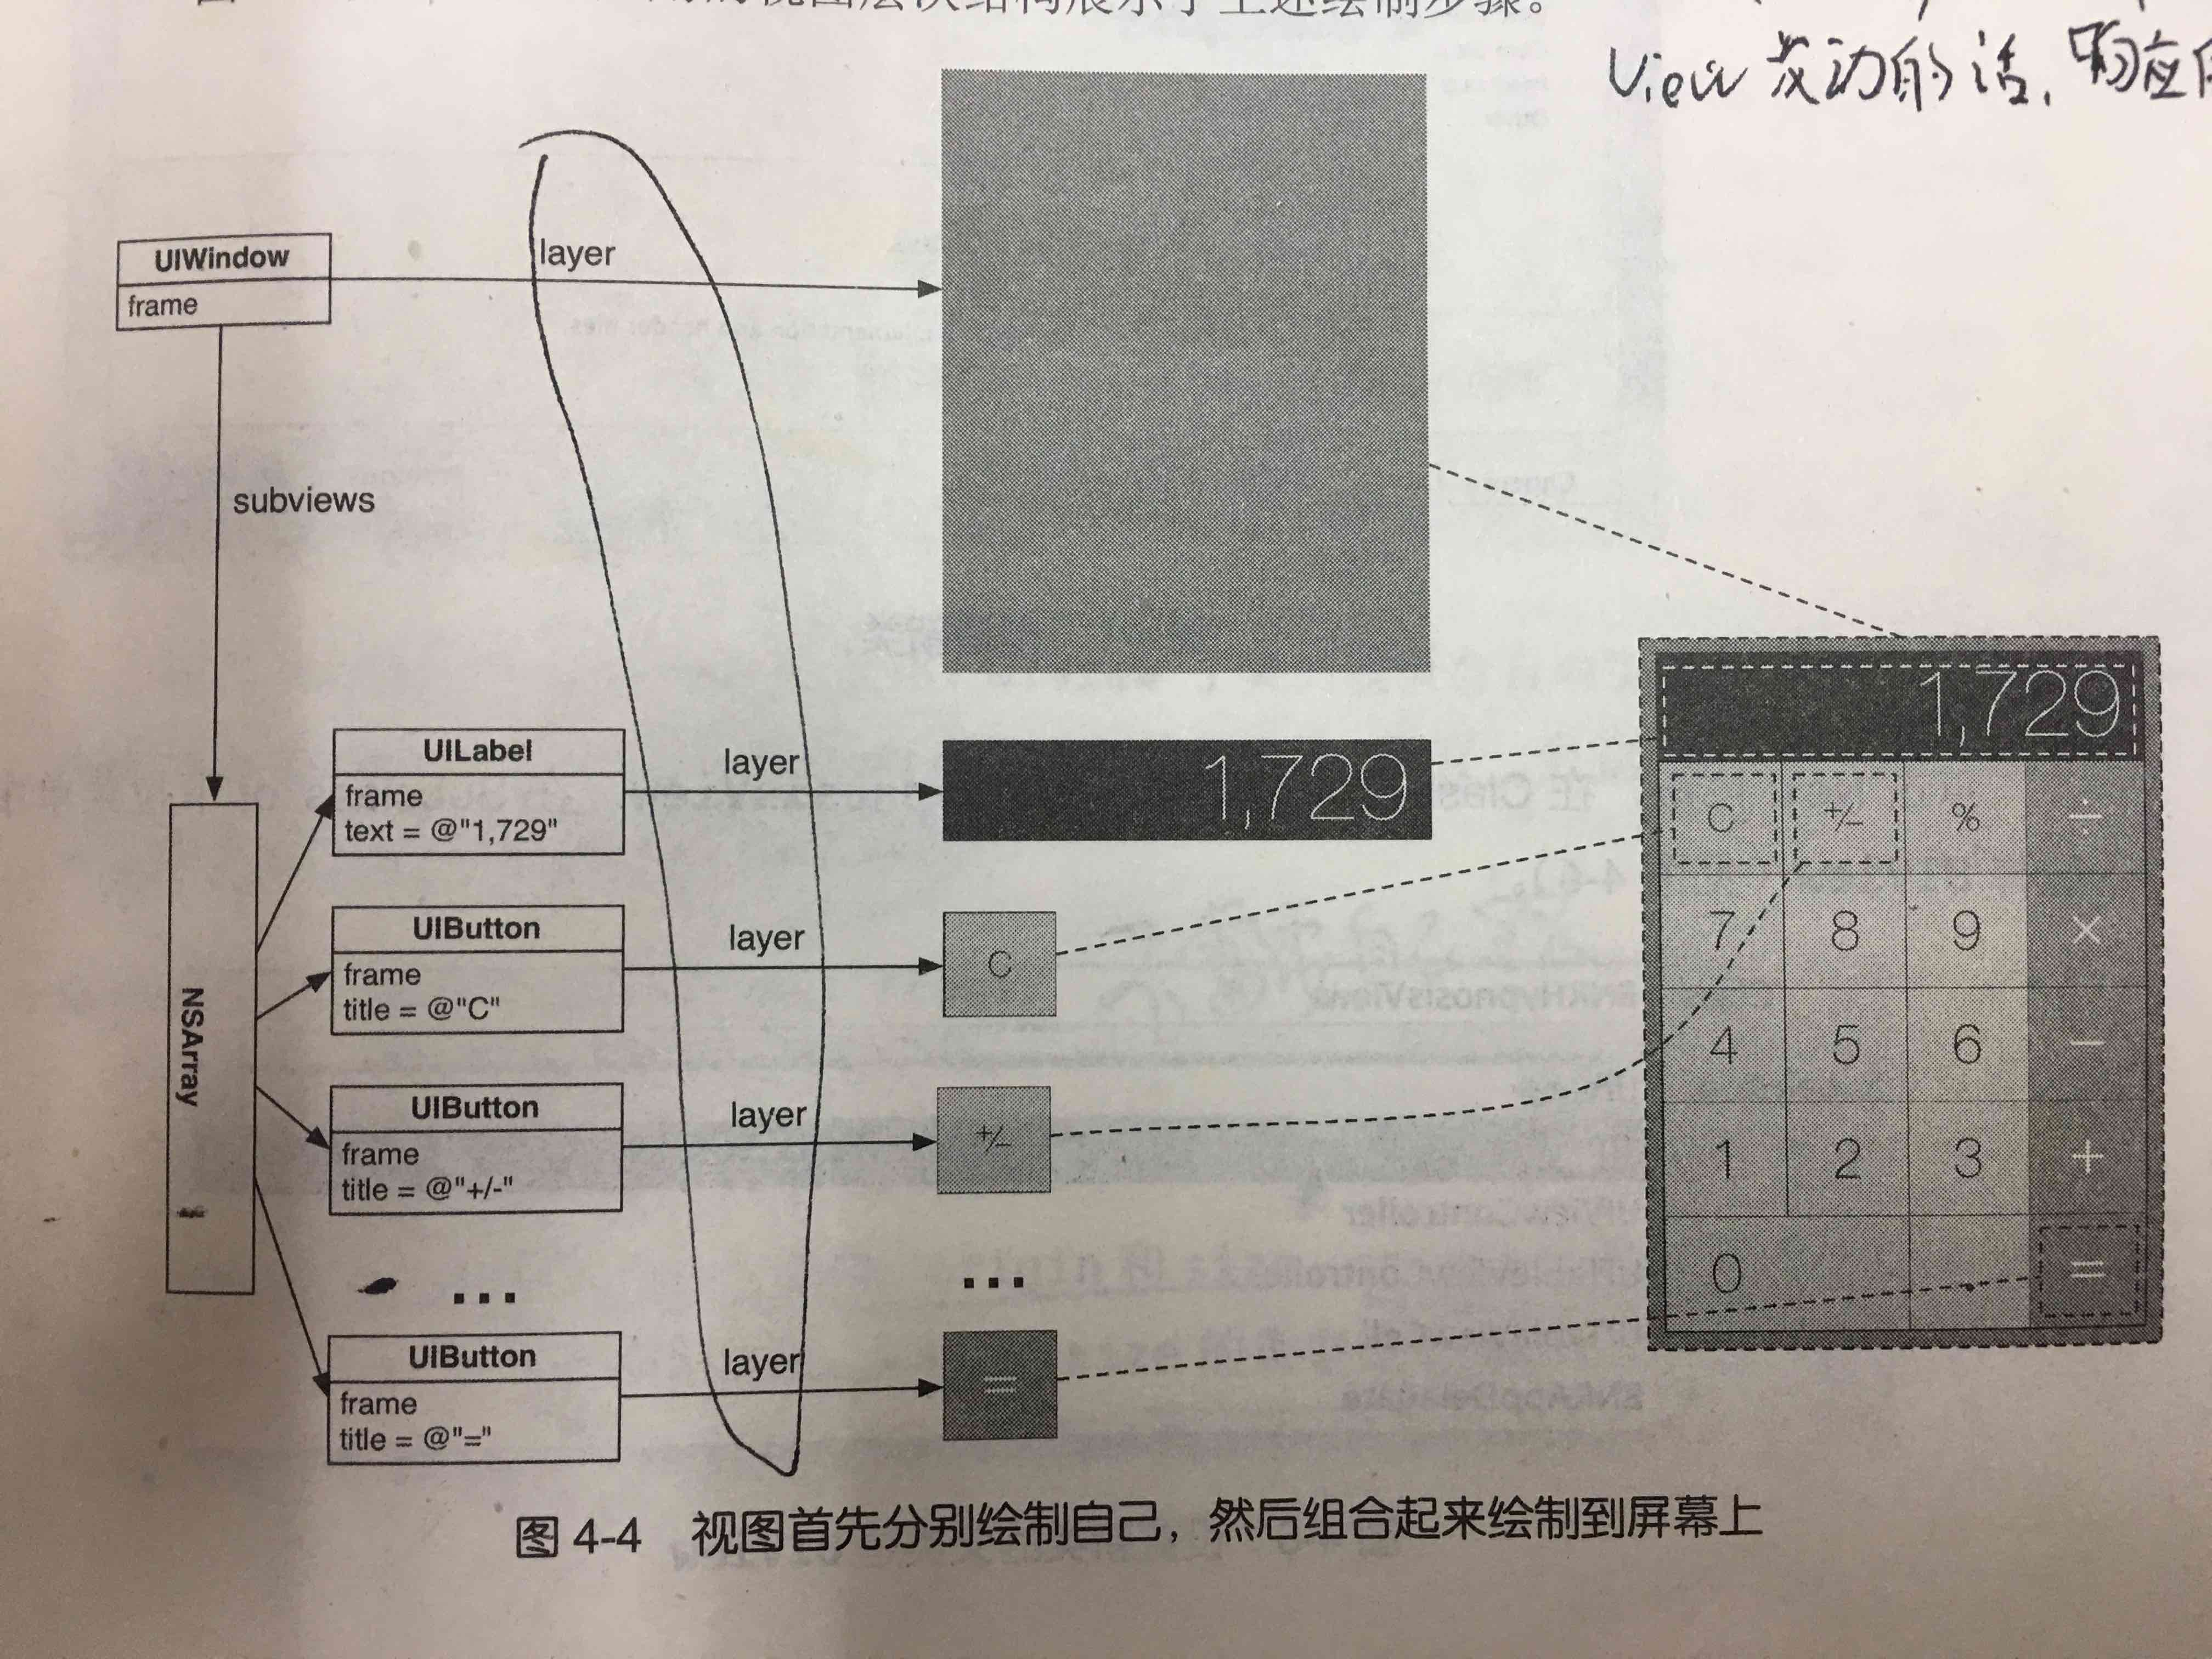 视图层次结构展示了上述绘制步骤。
View 发动的话,响应
UIWindow
frame
layer
subviews
NSArray
UILabel
frame
text = @"1,729"
layer
1,729
UIButton
frame
title = @"C"
layer
C
UIButton
frame
title = @"+/-"
layer
+/-
...
...
UIButton
frame
title = @"="
layer
=
1,729
C +/- % ÷
7 8 9 ×
4 5 6 −
1 2 3 +
0 . =
图 4-4 视图首先分别绘制自己，然后组合起来绘制到屏幕上